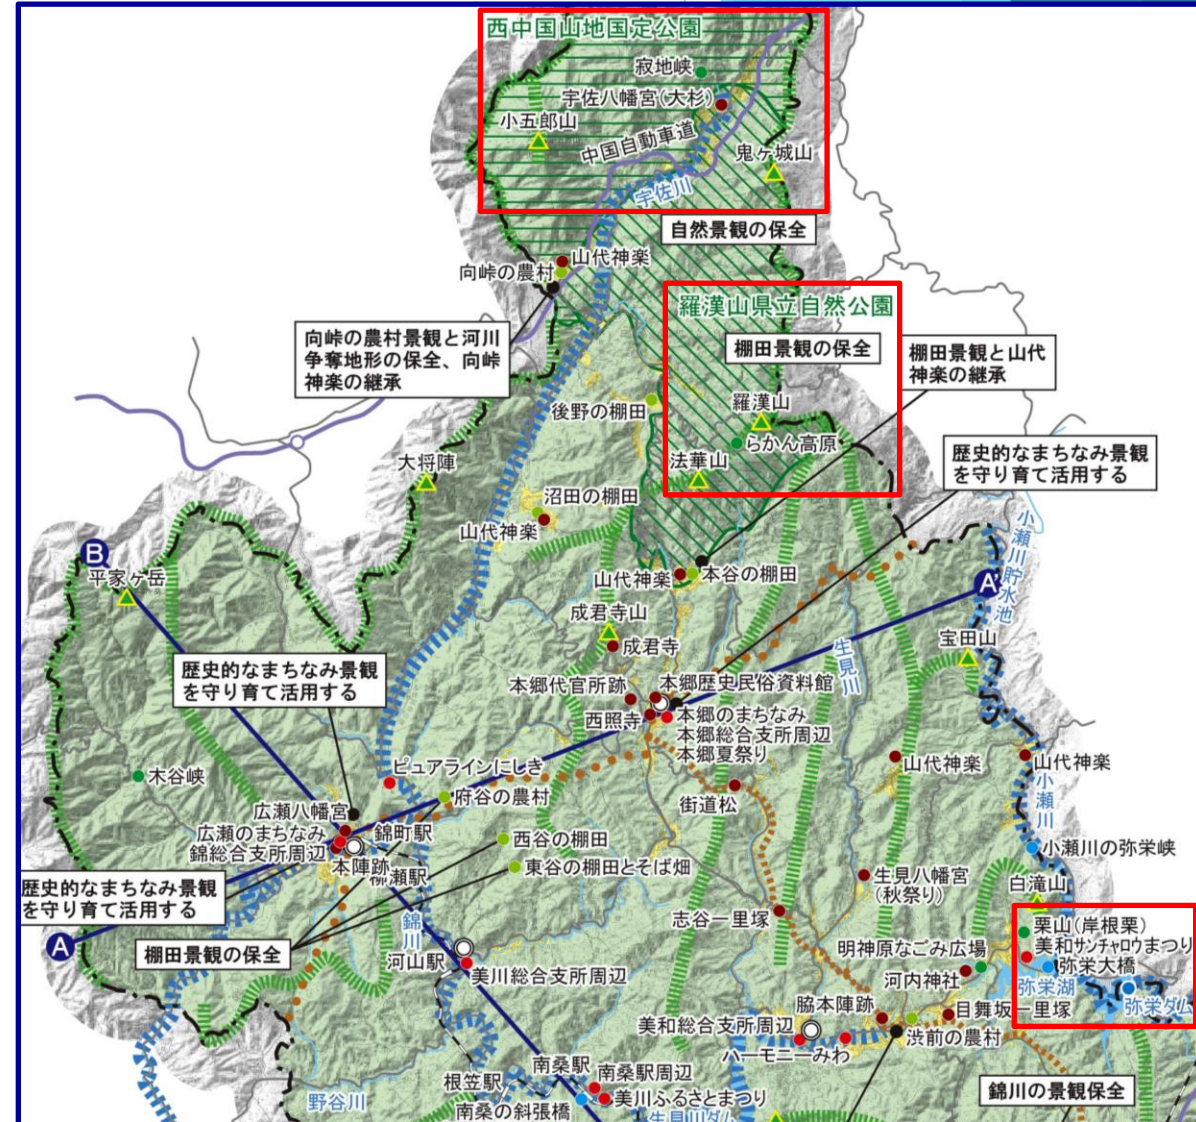 西中国山地国定公園
寂地峡
宇佐八幡宮(大杉)
小五郎山
中国自動車道
鬼ヶ城山
宇佐川
自然景観の保全
山代神楽
向峠の農村
羅漢山県立自然公園
向峠の農村景観と河川
争奪地形の保全、向峠
神楽の継承
棚田景観の保全
棚田景観と山代
神楽の継承
後野の棚田
羅漢山
らかん高原
法華山
歴史的なまちなみ景観
を守り育て活用する
大将陣
沼田の棚田
山代神楽
小瀬川貯水池
B
平家ヶ岳
山代神楽
本谷の棚田
A'
成君寺山
成君寺
生見川
宝田山
歴史的なまちなみ景観
を守り育て活用する
本郷代官所跡
本郷歴史民俗資料館
西照寺
本郷のまちなみ
本郷総合支所周辺
本郷夏祭り
山代神楽
山代神楽
木谷峡
ピュアラインにしき
府谷の農村
街道松
小瀬川
広瀬八幡宮
広瀬のまちなみ
錦町駅
錦総合支所周辺
本陣跡
柳瀬駅
西谷の棚田
東谷の棚田とそば畑
小瀬川の弥栄峡
生見八幡宮
(秋祭り)
白滝山
歴史的なまちなみ景観
を守り育て活用する
志谷一里塚
栗山(岸根栗)
美和サンチャロウまつり
弥栄大橋
弥栄湖
弥栄ダム
A
棚田景観の保全
錦川
河山駅
美川総合支所周辺
明神原なごみ広場
河内神社
脇本陣跡
目舞坂一里塚
美和総合支所周辺
ハーモニーみわ
渋前の農村
南桑駅
南桑駅周辺
根笠駅
美川ふるさとまつり
南桑の斜張橋
野谷川
生見川ダム
錦川の景観保全